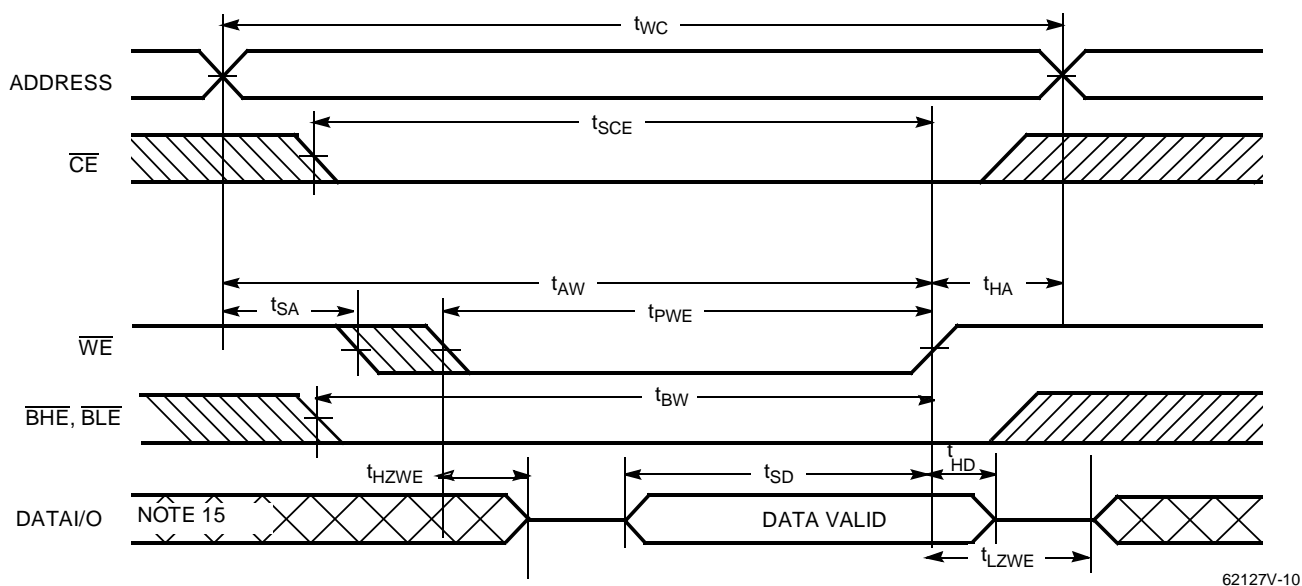 tWC
ADDRESS
tSCE
CE
tAW
tSA
tHA
tPWE
WE
tBW
BHE, BLE
tHZWE
tSD
tHD
DATAI/O
NOTE 15
DATA VALID
tLZWE
62127V-10